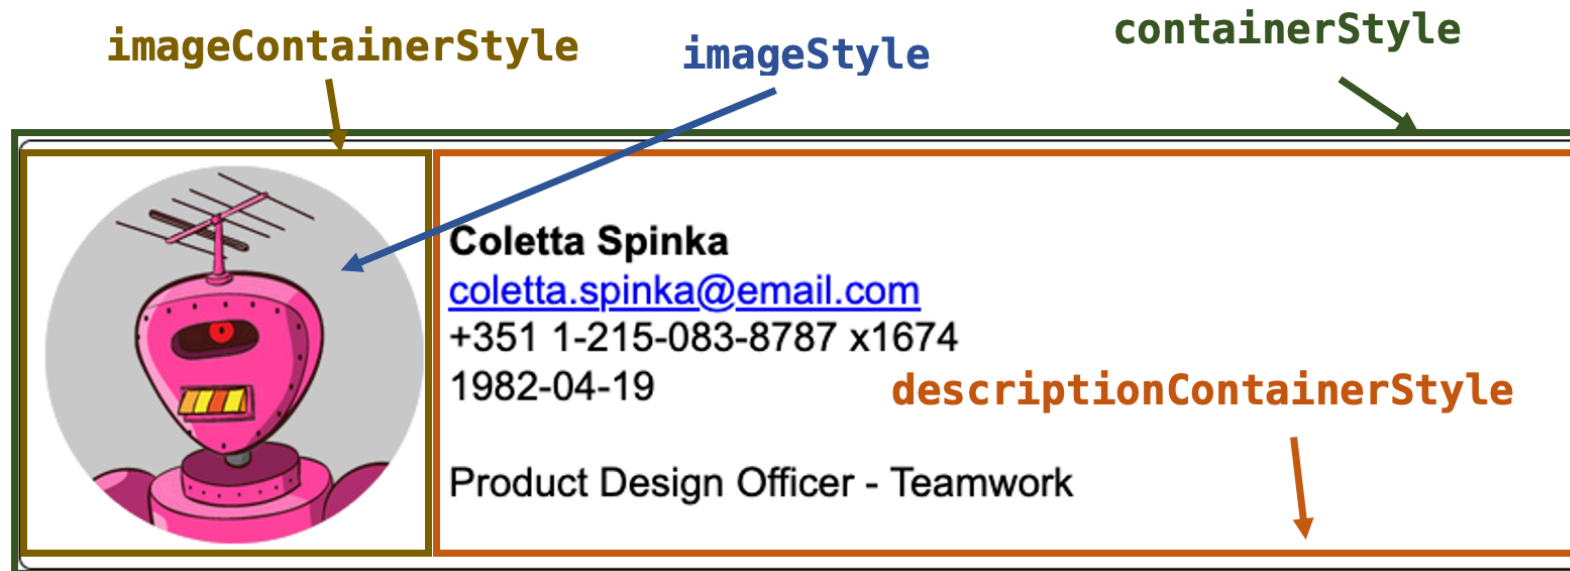 imageContainerStyle
imageStyle
containerStyle
Coletta Spinka
coletta.spinka@email.com
+351 1-215-083-8787 x1674
1982-04-19
descriptionContainerStyle
Product Design Officer - Teamwork